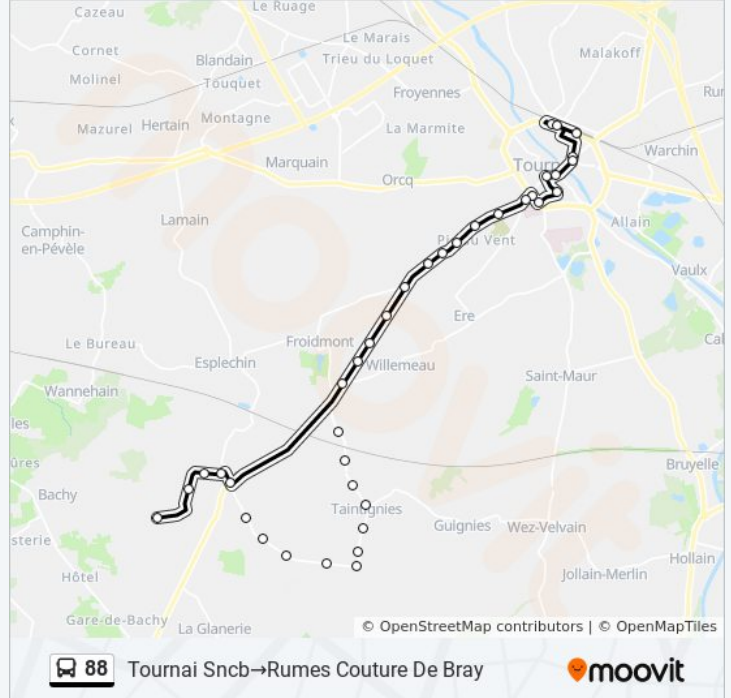 Cazeau
Le Ruage
Cornet
Le Marais
Blandain
Trieu du Loquet
Malakoff
Molinel
Touquet
Froyennes
Mazurel
Hertain
Montagne
La Marmite
Marquain
Warchin
Orcq
Lamain
Allain
Camphin-
en-Pévèle
Vaulx
Ere
Le Bureau
Froidmont
Esplechin
Willemeau
Wannehain
Saint-Maur
Bachy
Bruyelle
Taintignies
Guignies
Wez-Velvain
Hôtel
Hollain
Jollain-Merlin
Gare-de-Bachy
La Glanerie
© OpenStreetMap contributors | © OpenMapTiles
88
Tournai Sncb→Rumes Couture De Bray
moovit